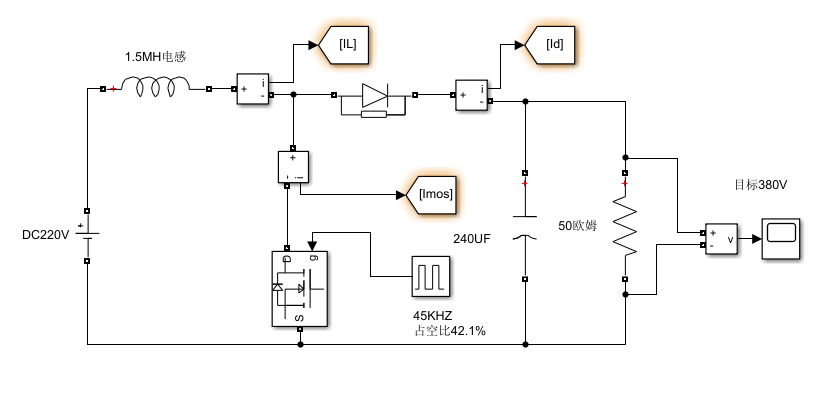 1.5MH电感
[IL]
[Id]
i
+
-
i
+
-
+
-
i
[Imos]
目标380V
DC220V
+
240UF
50欧姆
+
-
v
D
g
S
45KHZ
占空比42.1%